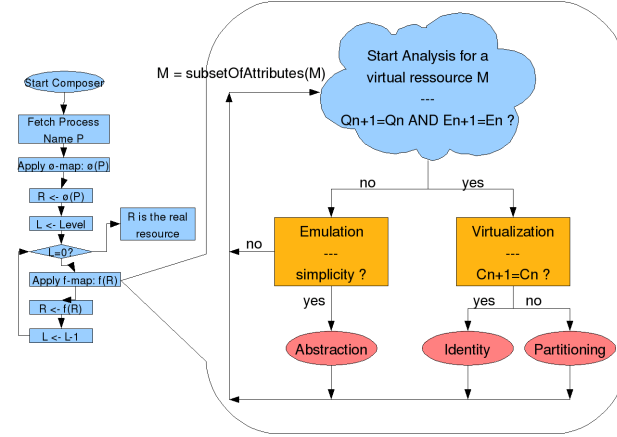 Start Composer
Fetch Process
Name P
Apply ø-map: ø(P)
R <- ø(P)
L <- Level
L=0?
R is the real
resource
Apply f-map: f(R)
R <- f(R)
L <- L-1
M = subsetOfAttributes(M)
Start Analysis for a
virtual ressource M
---
Qn+1=Qn AND En+1=En ?
no
yes
Emulation
---
simplicity ?
no
yes
Virtualization
---
Cn+1=Cn ?
yes
no
Abstraction
Identity
Partitioning